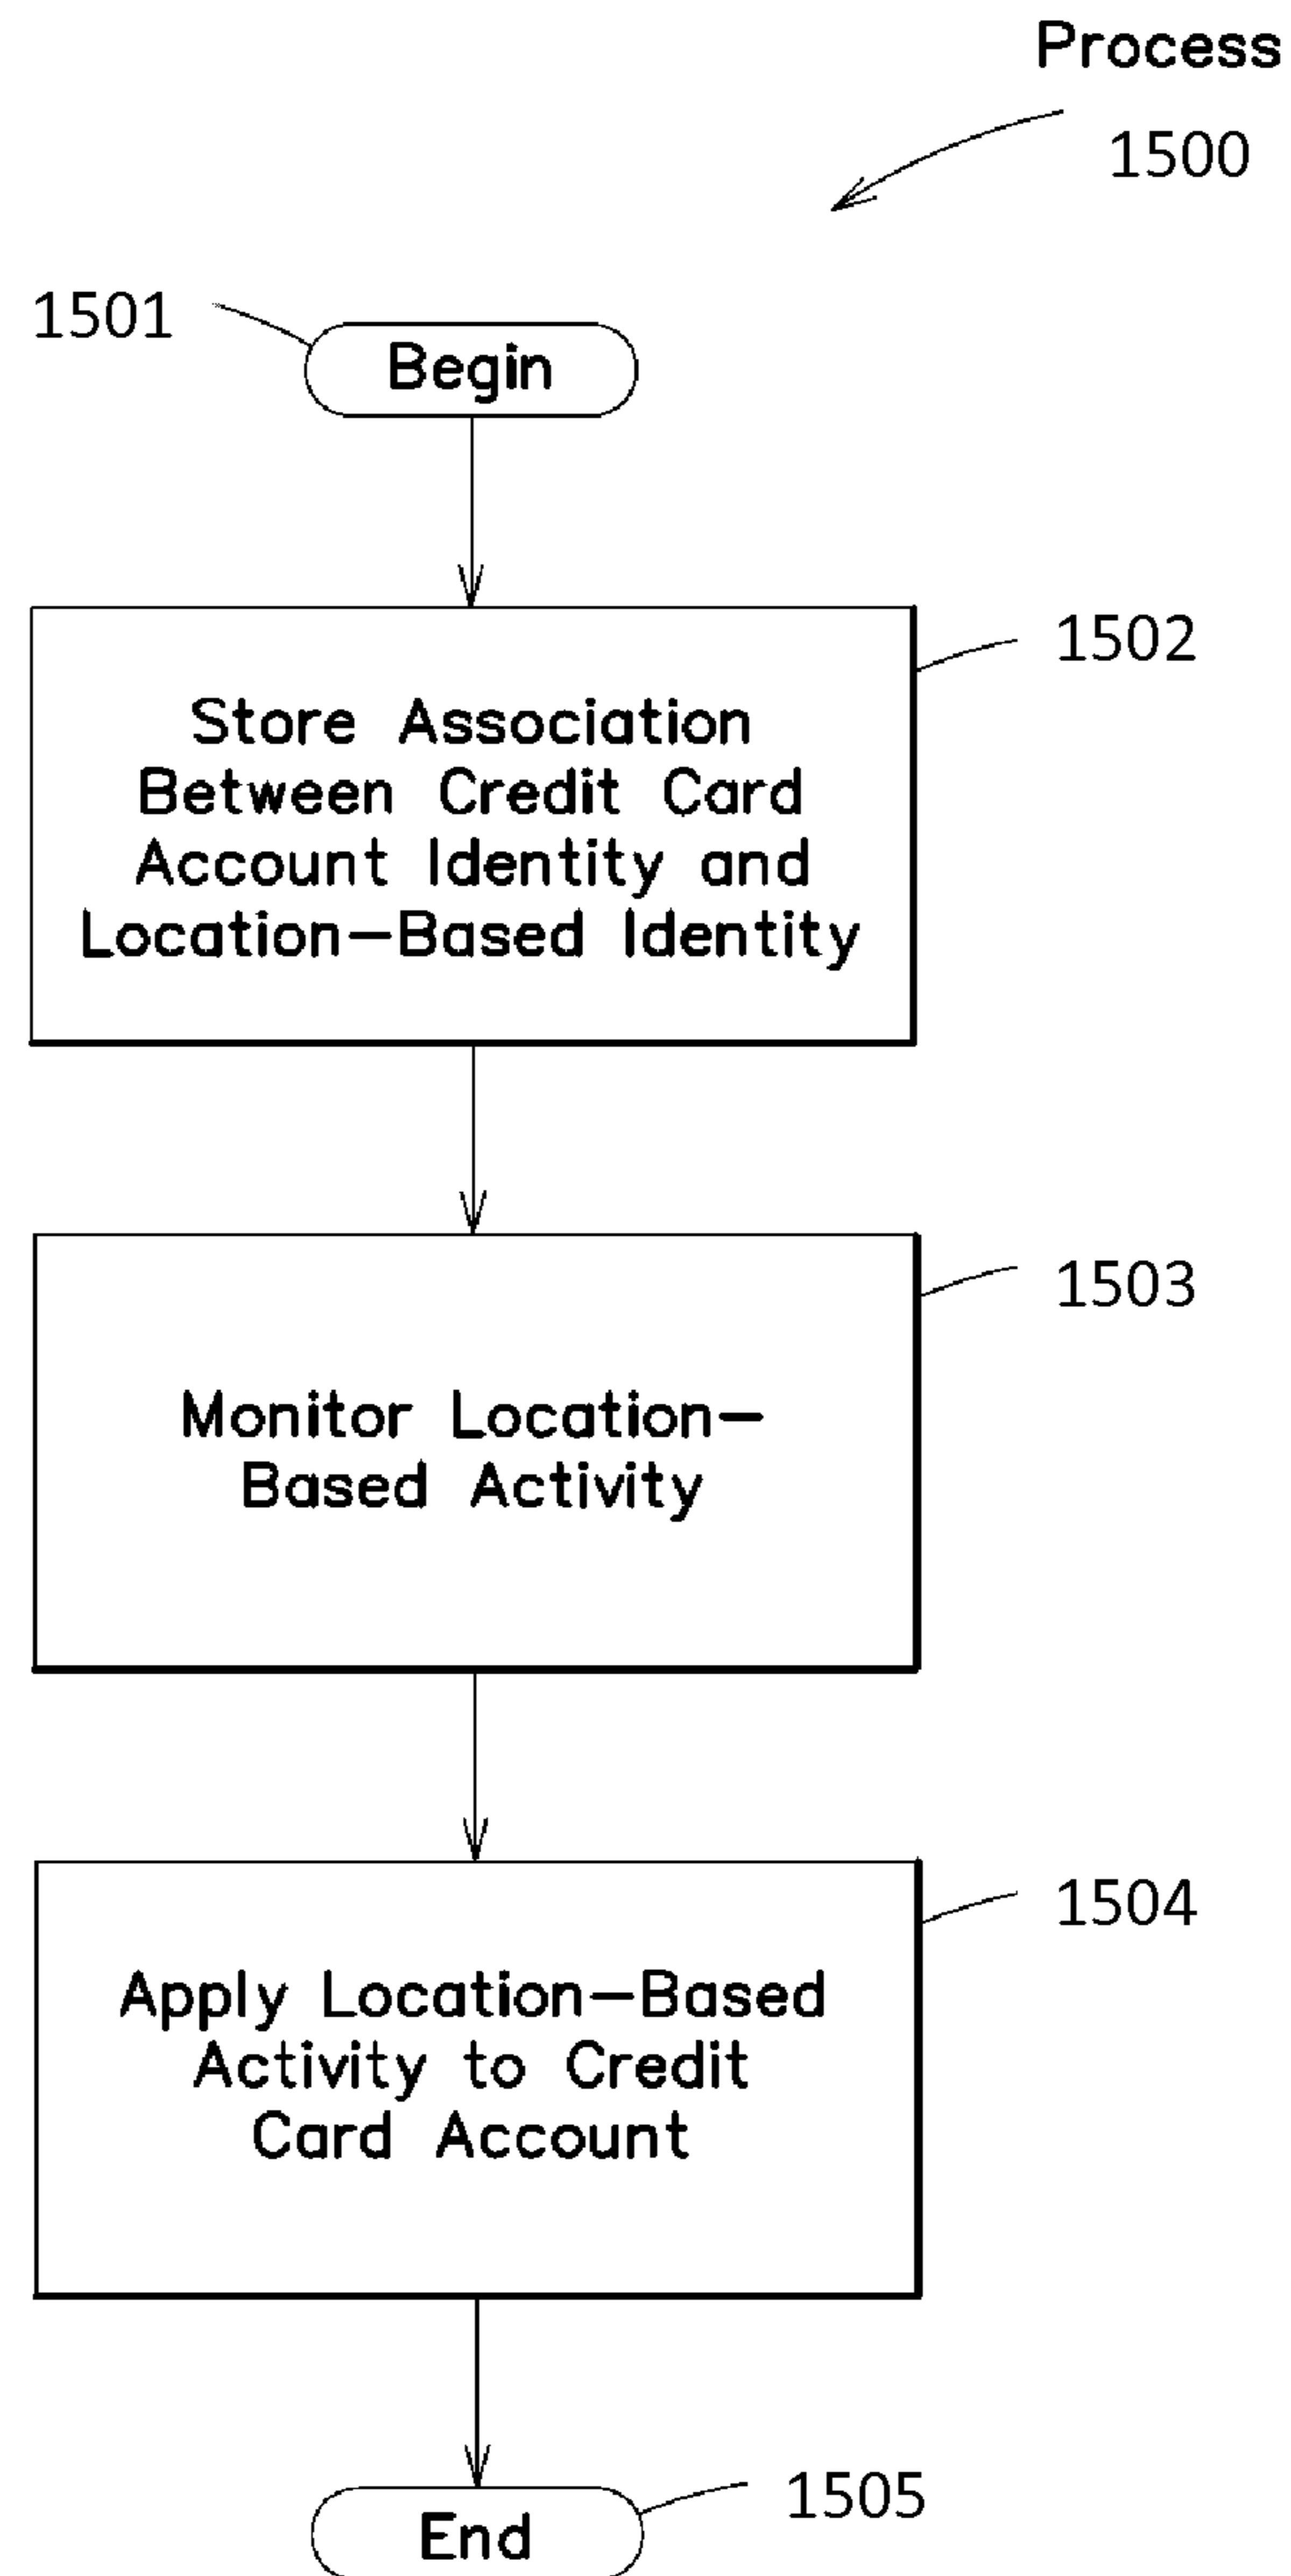 Process
1500
1501
Begin
1502
Store Association
Between Credit Card
Account Identity and
Location-Based Identity
1503
Monitor Location-
Based Activity
1504
Apply Location-Based
Activity to Credit
Card Account
1505
End